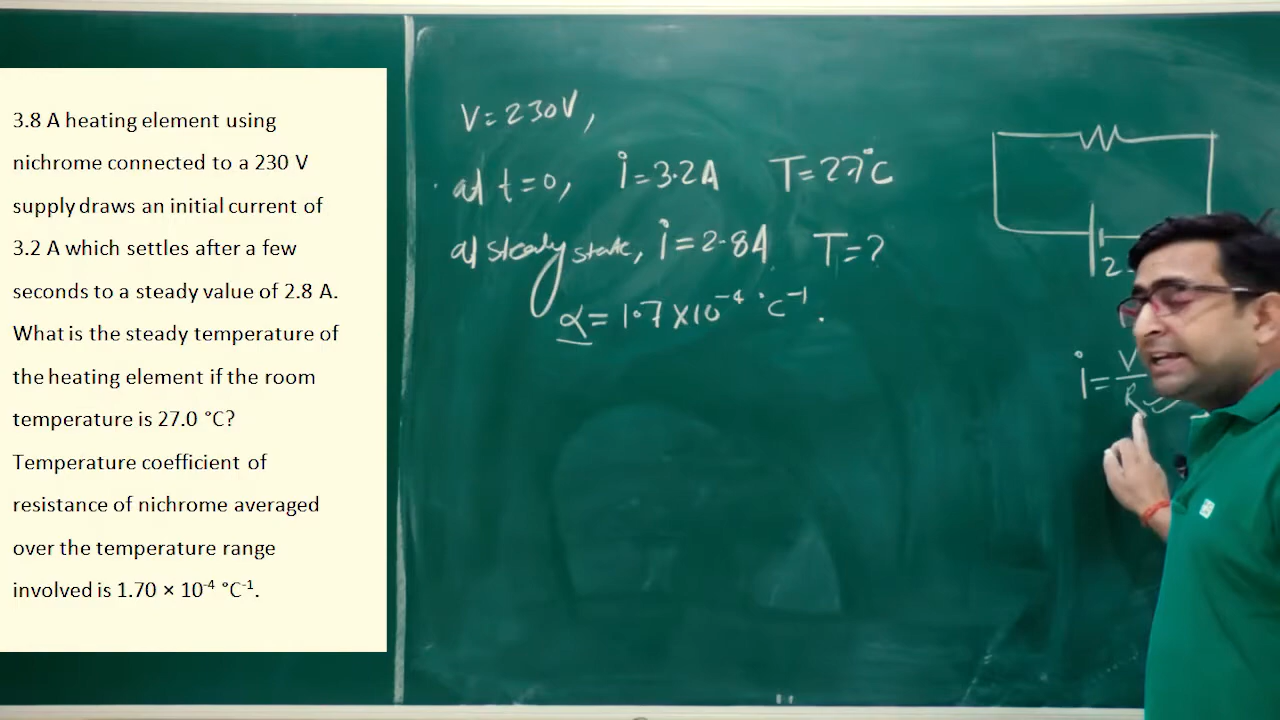 3.8 A heating element using
nichrome connected to a 230 V
supply draws an initial current of
3.2 A which settles after a few
seconds to a steady value of 2.8 A.
What is the steady temperature of
the heating element if the room
temperature is 27.0 °C?
Temperature coefficient of
resistance of nichrome averaged
over the temperature range
involved is 1.70 × 10⁻⁴ °C⁻¹.
V = 230V,
at t = 0, i = 3.2A T = 27°C
at steady state, i = 2.8A T = ?
α = 1.7 × 10⁻⁴ °C⁻¹.
2
i = V/R